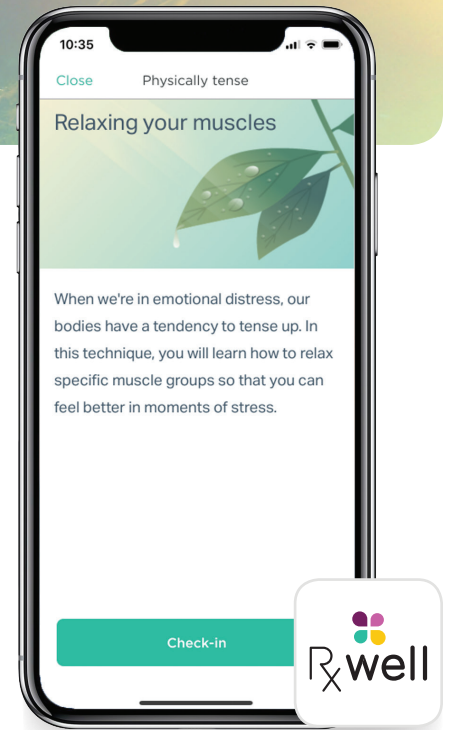 10:35
Close Physically tense
Relaxing your muscles
When we're in emotional distress, our
bodies have a tendency to tense up. In
this technique, you will learn how to relax
specific muscle groups so that you can
feel better in moments of stress.
Check-in
Rxwell